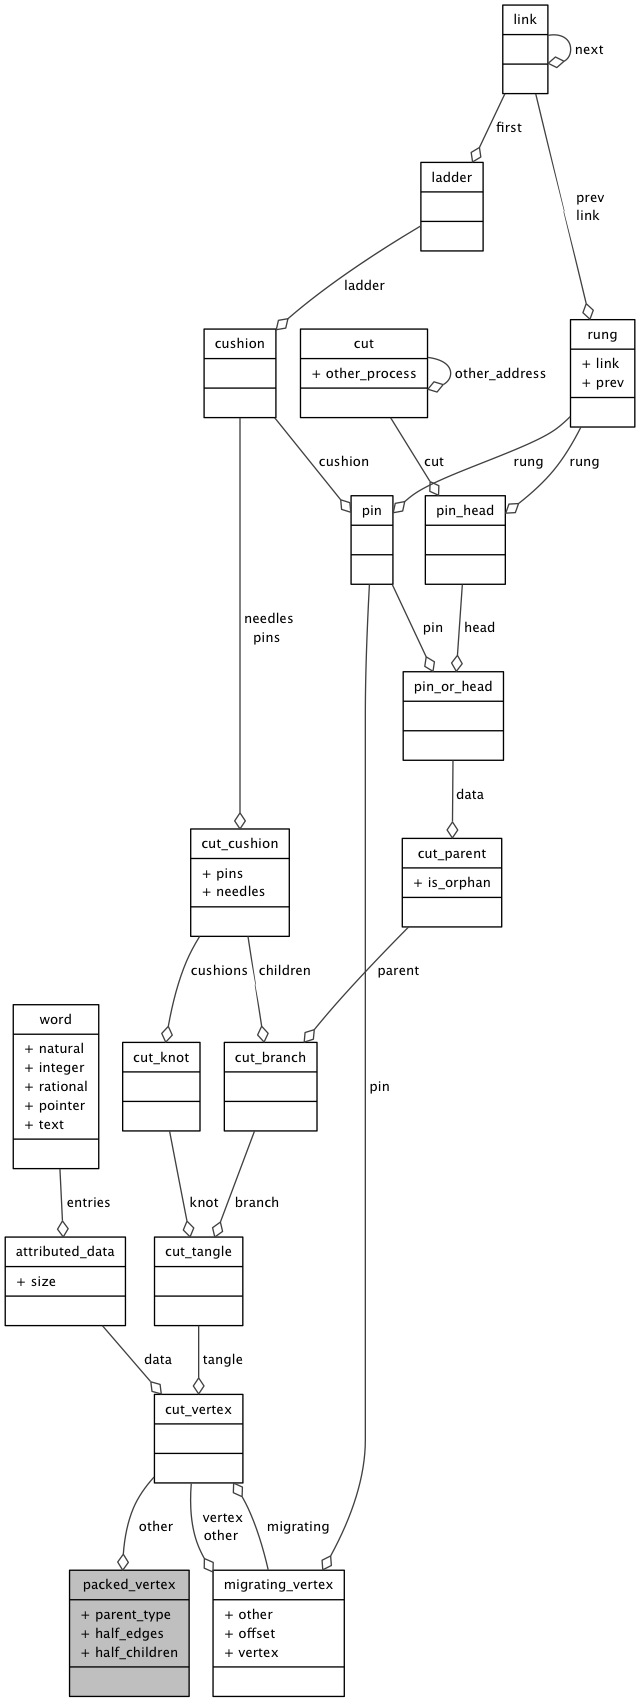 link
next
first
ladder
prev
link
ladder
rung
+ link
+ prev
cushion
cut
+ other_process
other_address
cushion
cut
rung
rung
pin
pin_head
needles
pins
pin
head
pin_or_head
data
cut_cushion
+ pins
+ needles
cut_parent
+ is_orphan
cushions
children
parent
word
+ natural
+ integer
+ rational
+ pointer
+ text
cut_knot
cut_branch
pin
entries
knot
branch
attributed_data
+ size
cut_tangle
data
tangle
cut_vertex
other
vertex
other
migrating
packed_vertex
+ parent_type
+ half_edges
+ half_children
migrating_vertex
+ other
+ offset
+ vertex